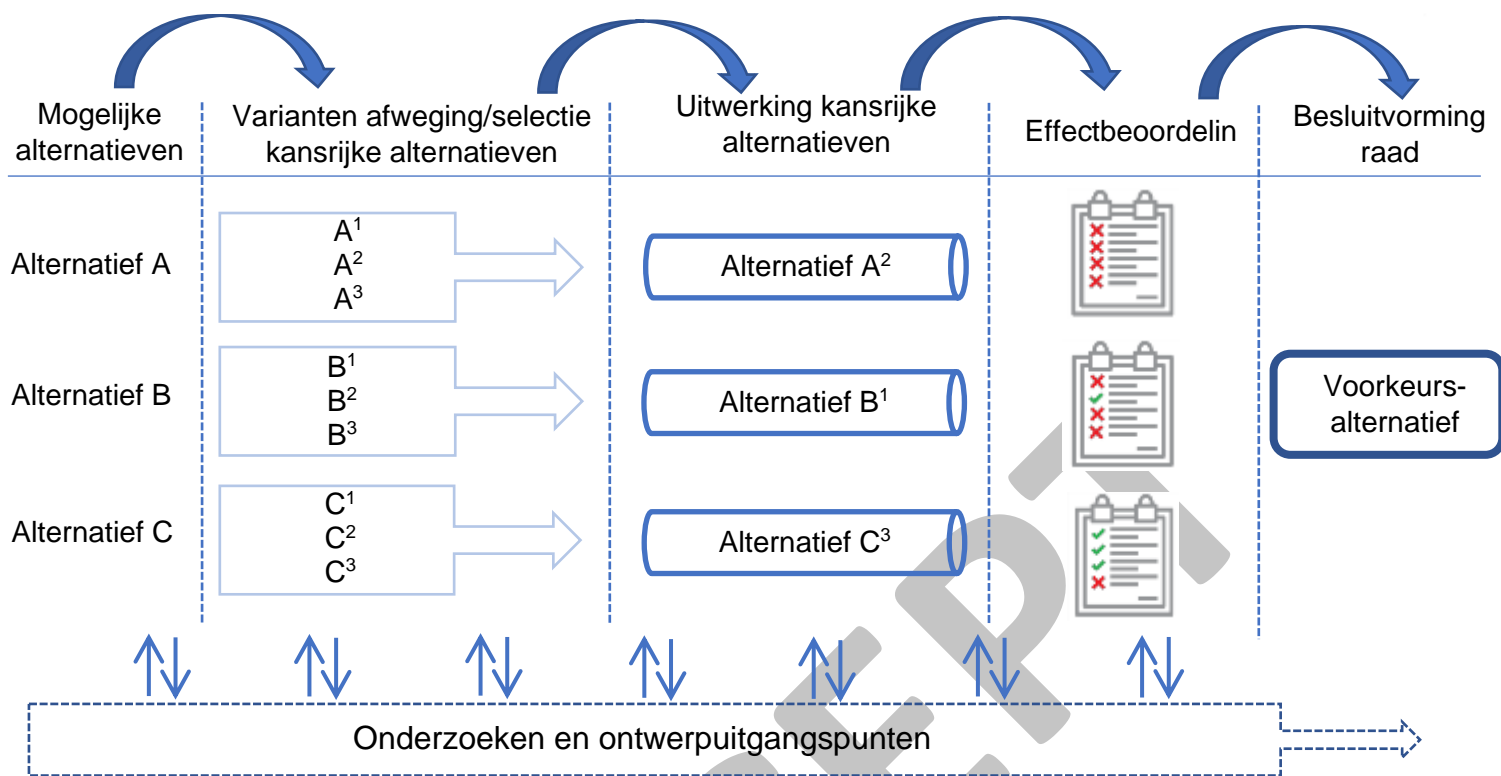 Mogelijke
alternatieven
Varianten afweging/selectie
kansrijke alternatieven
Uitwerking kansrijke
alternatieven
Effectbeoordelin
Besluitvorming
raad
Alternatief A
A¹
A²
A³
Alternatief A²
Alternatief B
B¹
B²
B³
Alternatief B¹
Voorkeurs-
alternatief
Alternatief C
C¹
C²
C³
Alternatief C³
Onderzoeken en ontwerpuitgangspunten
EPT